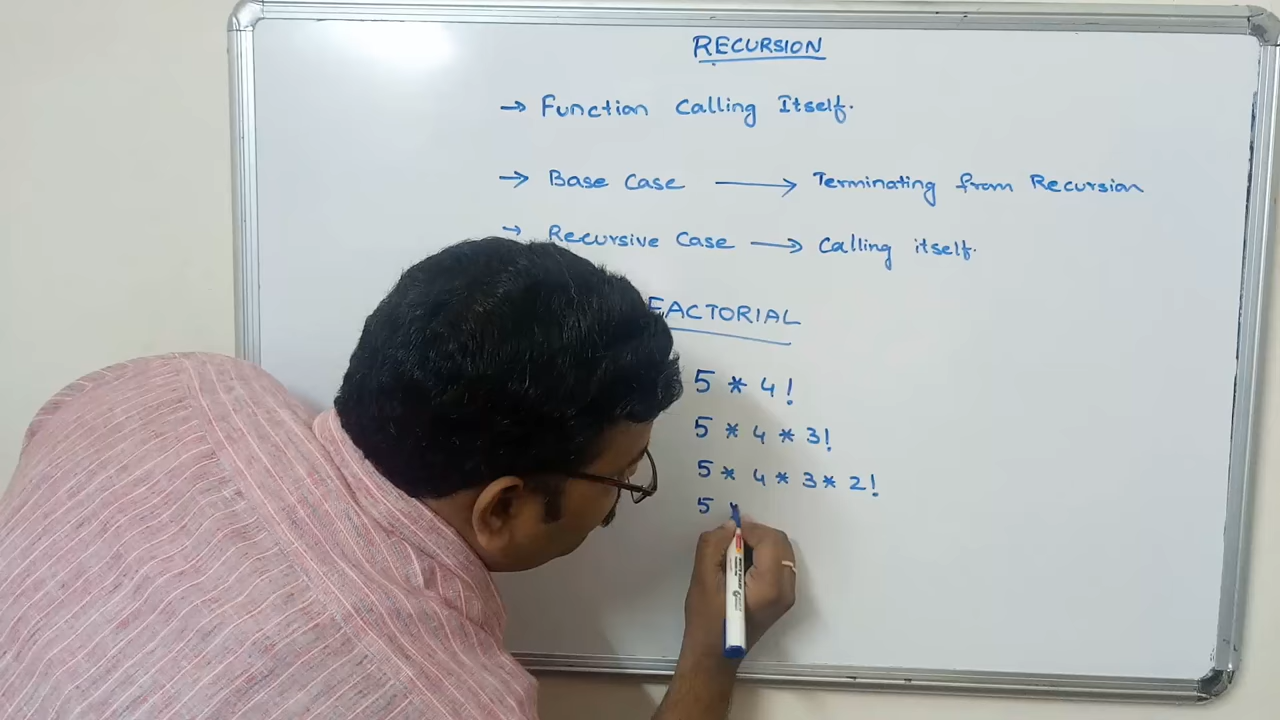 RECURSION
→ Function Calling Itself.
→ Base Case ⟶ Terminating from Recursion
→ Recursive Case ⟶ Calling itself.
FACTORIAL
5 * 4!
5 * 4 * 3!
5 * 4 * 3 * 2!
5 *